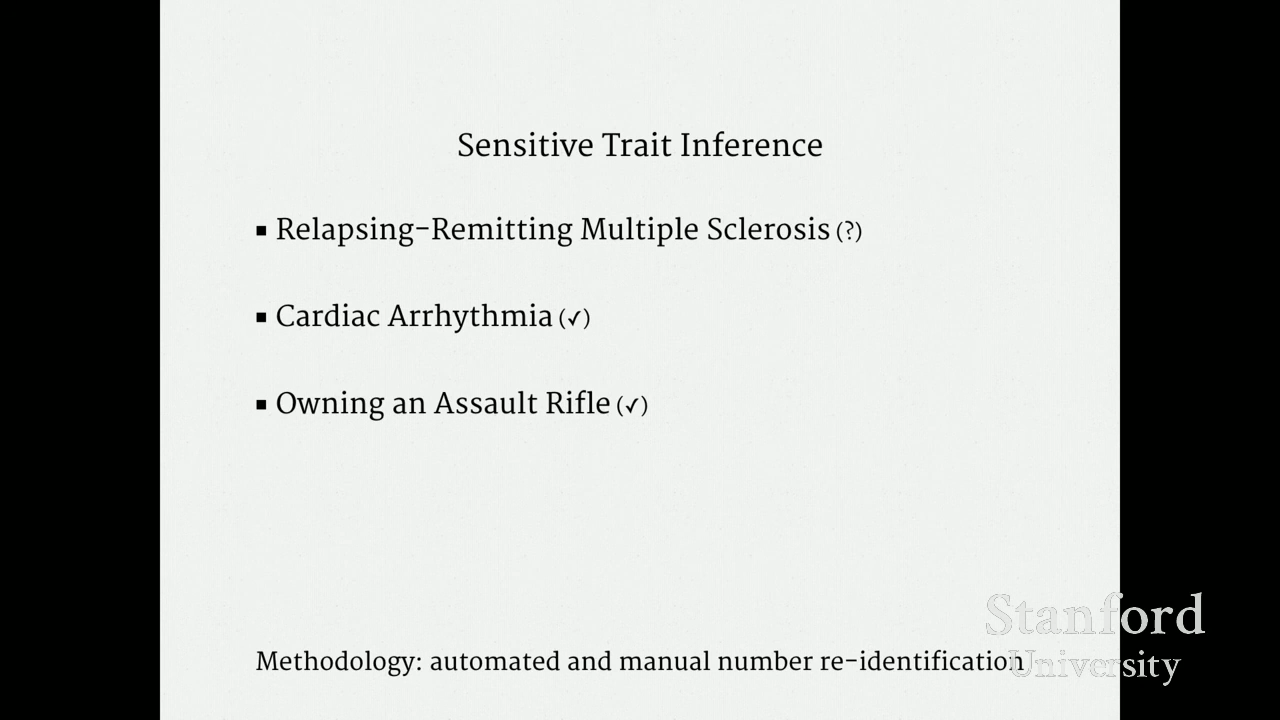 Sensitive Trait Inference
▪ Relapsing-Remitting Multiple Sclerosis (?)
▪ Cardiac Arrhythmia (✓)
▪ Owning an Assault Rifle (✓)
Methodology: automated and manual number re-identification
Stanford
University